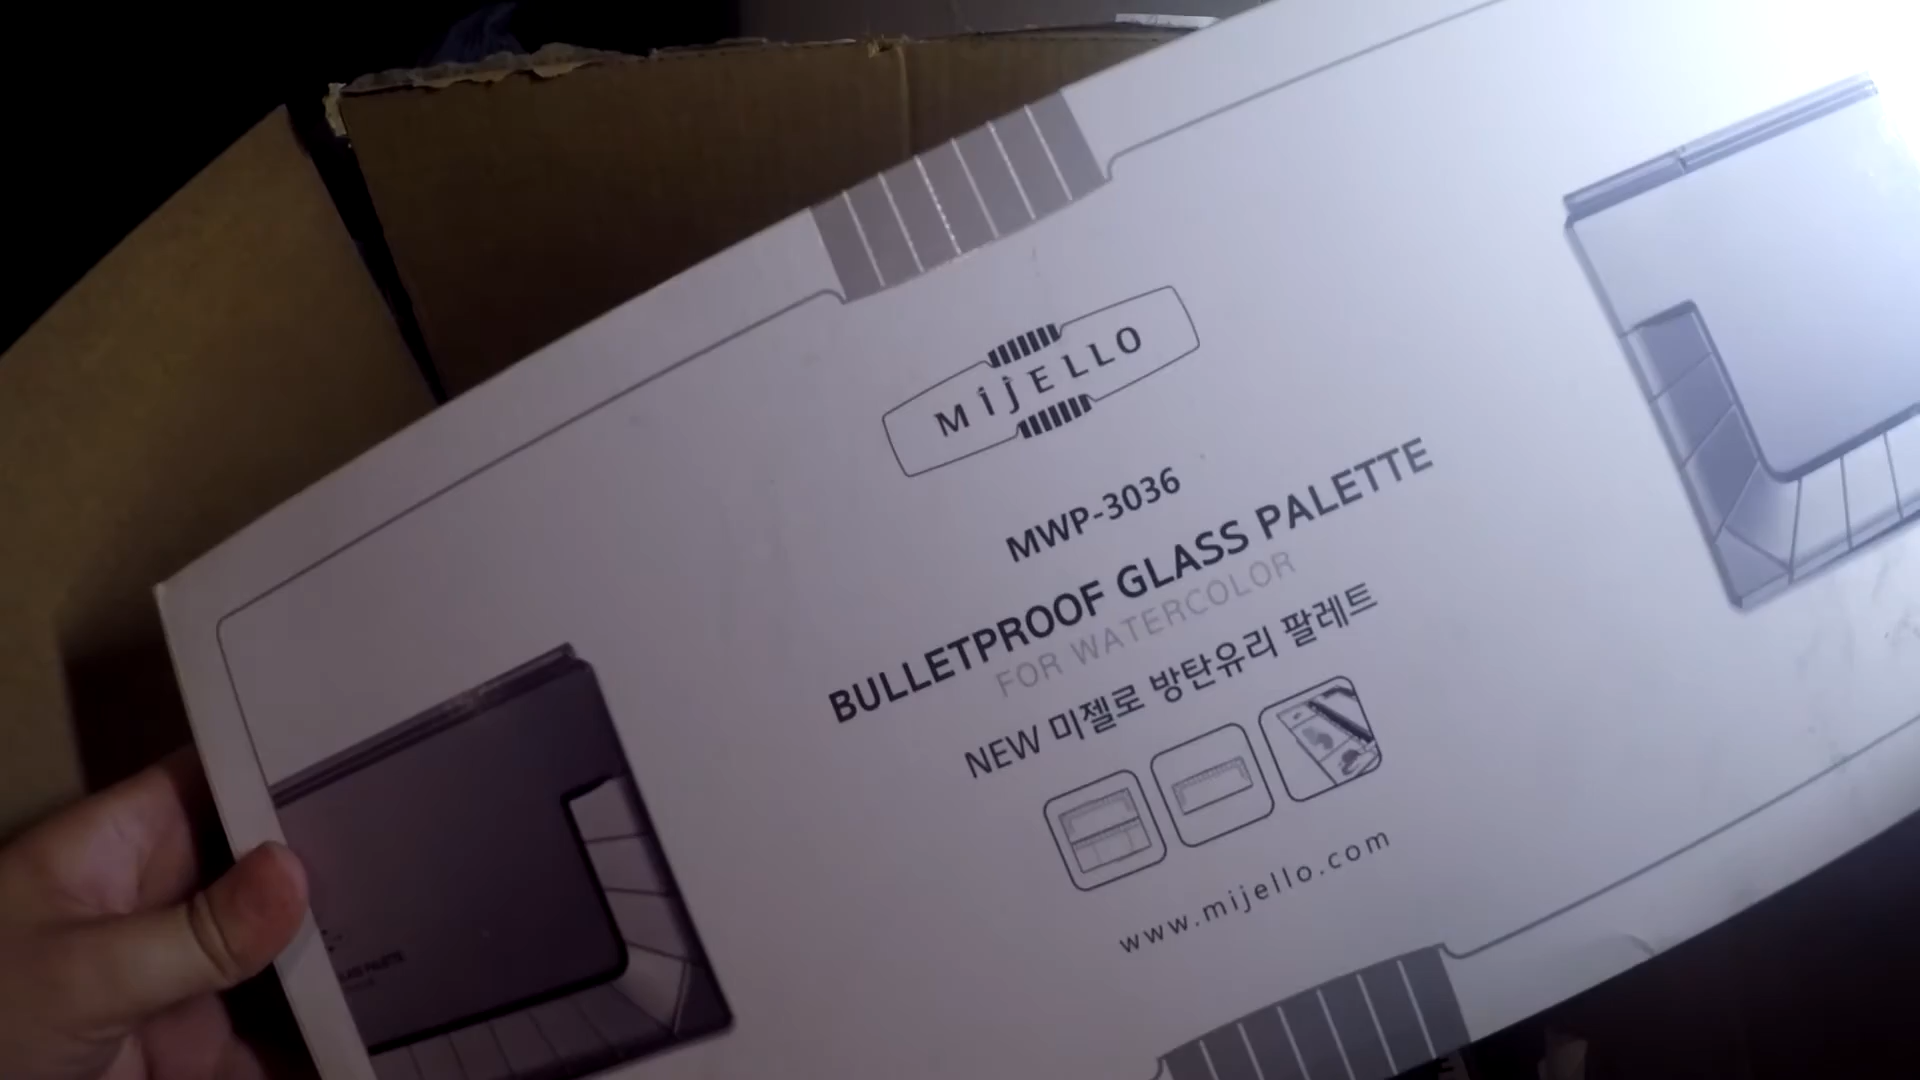 MIJELLO
MWP-3036
BULLETPROOF GLASS PALETTE
FOR WATERCOLOR
NEW 미젤로 방탄유리 팔레트
www.mijello.com